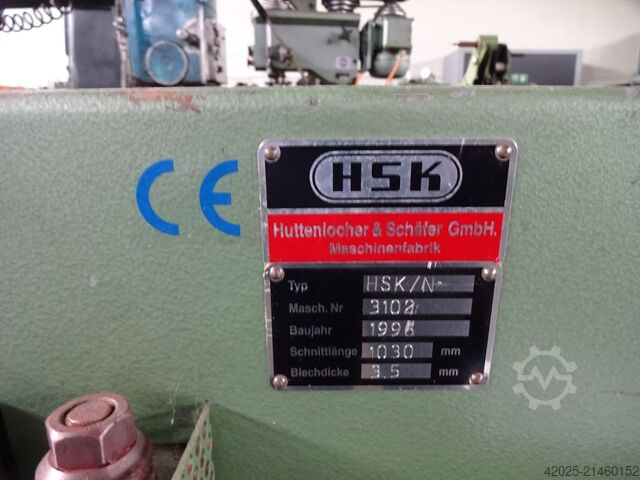 CE
HSK
Huttenlocher & Schäfer GmbH.
Maschinenfabrik
Typ HSK/N
Masch. Nr 3102
Baujahr 1996
Schnittlänge 1030 mm
Blechdicke 3.5 mm
42025-21460152